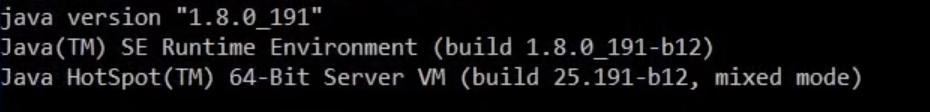 java version "1.8.0_191"
Java(TM) SE Runtime Environment (build 1.8.0_191-b12)
Java HotSpot(TM) 64-Bit Server VM (build 25.191-b12, mixed mode)